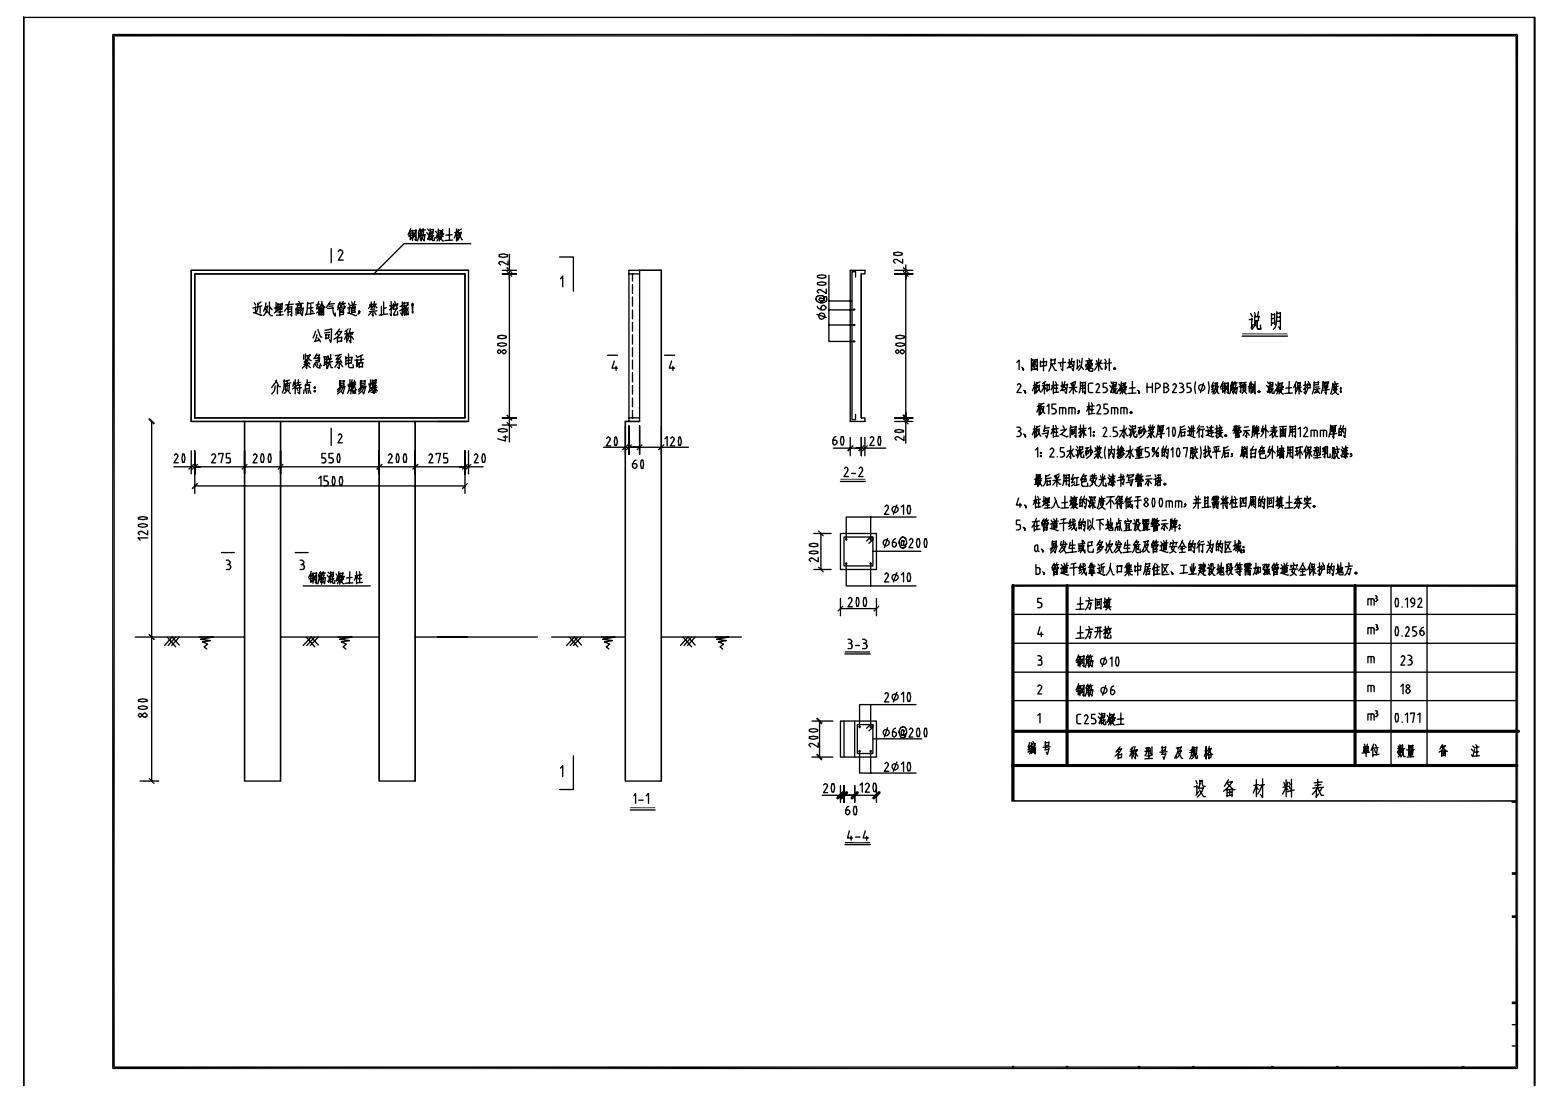 钢筋混凝土板
2
近处埋有高压输气管道，禁止挖掘！
公司名称
紧急联系电话
介质特点： 易燃易爆
2
20
800
40
20 275 200 550 200 275 20
1500
1200
800
3
3
钢筋混凝土柱
1
4
4
20
60
120
1
1-1
Φ6@200
20
800
20
60
20
2-2
2Φ10
Φ6@200
2Φ10
200
200
3-3
2Φ10
Φ6@200
2Φ10
200
20
60
120
4-4
说明
1、图中尺寸均以毫米计。
2、板和柱均采用C25混凝土、HPB235(Φ)级钢筋预制。混凝土保护层厚度：
板15mm，柱25mm。
3、板与柱之间抹1：2.5水泥砂浆厚10后进行连接。警示牌外表面用12mm厚的
1：2.5水泥砂浆(内掺水重5%的107胶)找平后，刷白色外墙用环保型乳胶漆，
最后采用红色荧光漆书写警示语。
4、柱埋入土壤的深度不得低于800mm，并且需将柱四周的回填土夯实。
5、在管道干线的以下地点宜设置警示牌：
a、易发生或已多次发生危及管道安全的行为的区域；
b、管道干线靠近人口集中居住区、工业建设地段等需加强管道安全保护的地方。
5 土方回填 m³ 0.192
4 土方开挖 m³ 0.256
3 钢筋 Φ10 m 23
2 钢筋 Φ6 m 18
1 C25混凝土 m³ 0.171
编号 名称型号及规格 单位 数量 备注
设备材料表